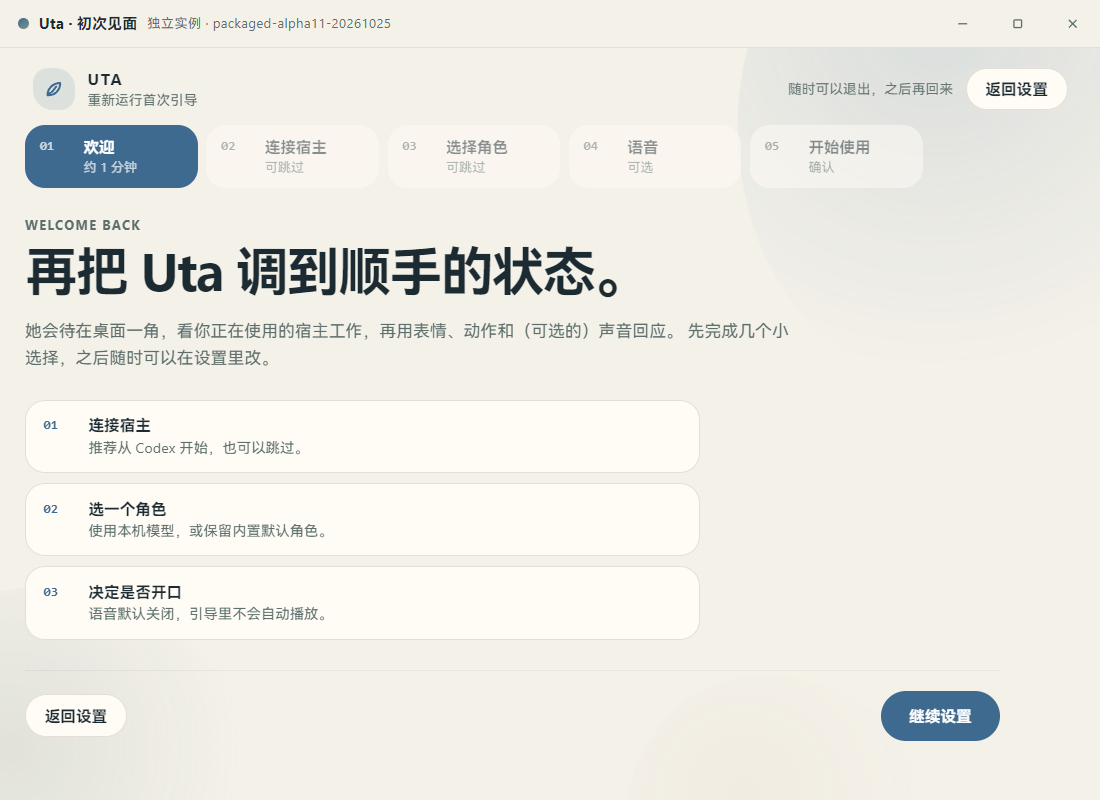 Uta · 初次见面 独立实例 · packaged-alpha11-20261025
UTA
重新运行首次引导
随时可以退出，之后再回来 返回设置
01 欢迎
约 1 分钟
02 连接宿主
可跳过
03 选择角色
可跳过
04 语音
可选
05 开始使用
确认
WELCOME BACK
再把 Uta 调到顺手的状态。
她会待在桌面一角，看你正在使用的宿主工作，再用表情、动作和（可选的）声音回应。 先完成几个小
选择，之后随时可以在设置里改。
01 连接宿主
推荐从 Codex 开始，也可以跳过。
02 选一个角色
使用本机模型，或保留内置默认角色。
03 决定是否开口
语音默认关闭，引导里不会自动播放。
返回设置 继续设置